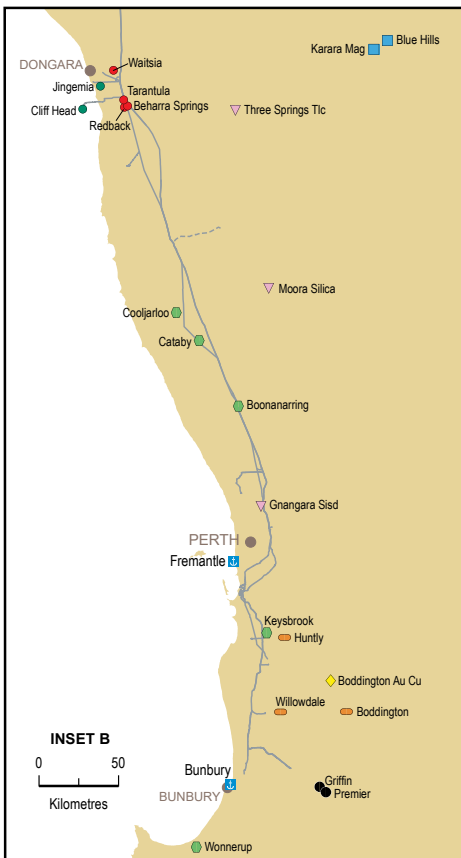 Blue Hills
Karara Mag
DONGARA
Waitsia
Jingemia
Tarantula
Cliff Head
Beharra Springs
Redback
Three Springs Tlc
Moora Silica
Cooljarloo
Cataby
Boonanarring
Gnangara Sisd
PERTH
Fremantle
Keysbrook
Huntly
Boddington Au Cu
Willowdale
Boddington
INSET B
0 50
Kilometres
Bunbury
BUNBURY
Griffin
Premier
Wonnerup